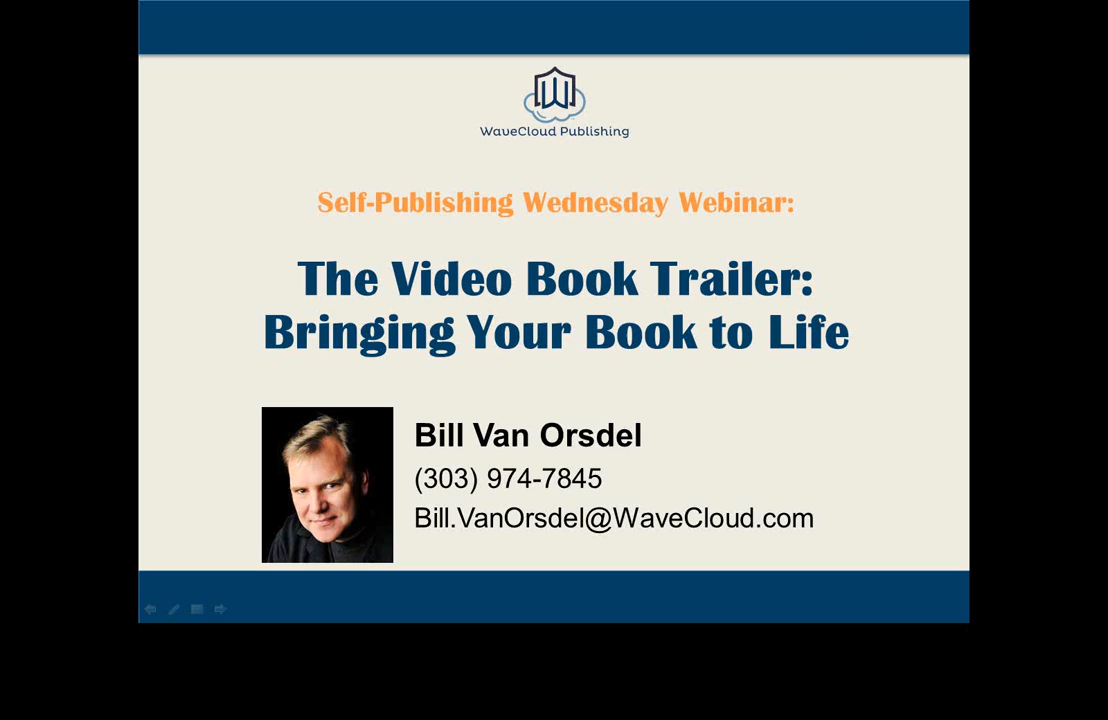 WaveCloud Publishing
Self-Publishing Wednesday Webinar:
The Video Book Trailer:
Bringing Your Book to Life
Bill Van Orsdel
(303) 974-7845
Bill.VanOrsdel@WaveCloud.com